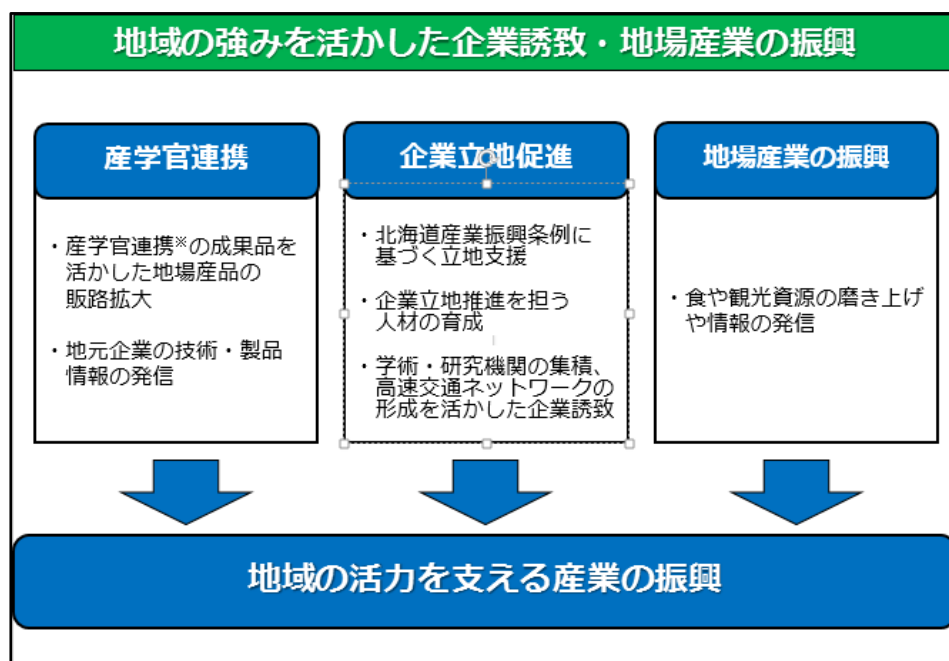 地域の強みを活かした企業誘致・地場産業の振興
産学官連携
・産学官連携※の成果品を
活かした地場産品の
販路拡大
・地元企業の技術・製品
情報の発信
企業立地促進
・北海道産業振興条例に
基づく立地支援
・企業立地推進を担う
人材の育成
・学術・研究機関の集積、
高速交通ネットワークの
形成を活かした企業誘致
地場産業の振興
・食や観光資源の磨き上げ
や情報の発信
地域の活力を支える産業の振興